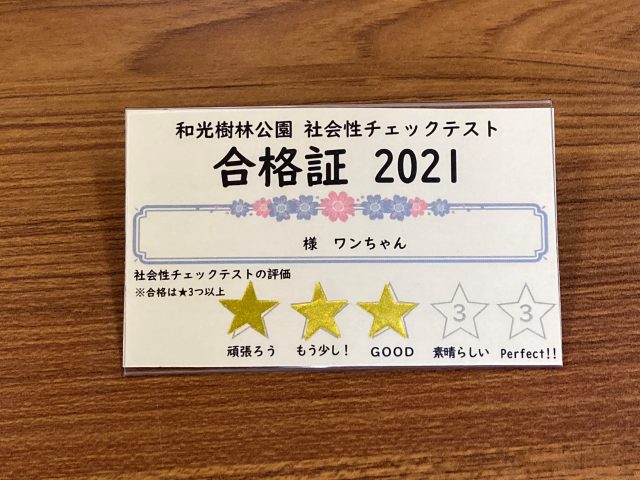 和光樹林公園 社会性チェックテスト
合格証 2021
様 ワンちゃん
社会性チェックテストの評価
※合格は★3つ以上
3 3
頑張ろう もう少し! GOOD 素晴らしい Perfect!!